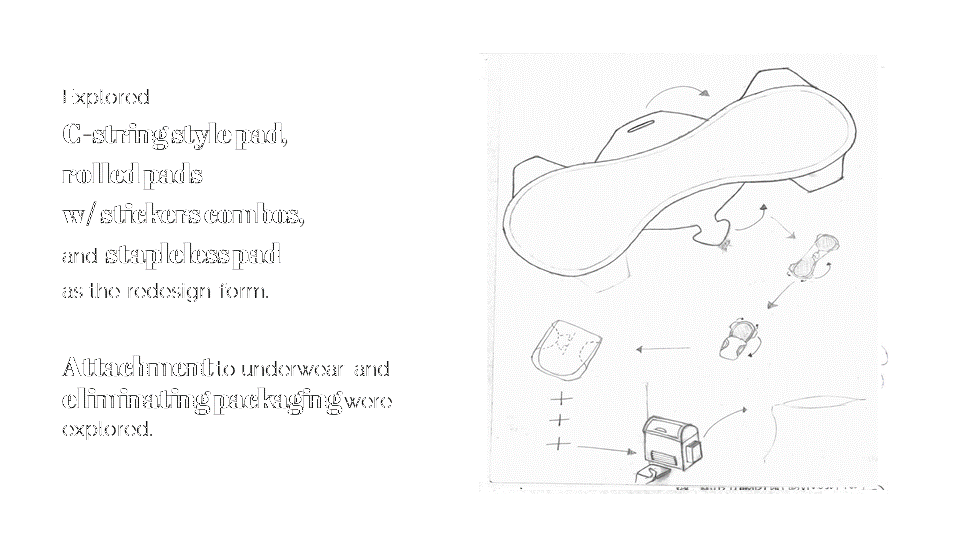 Explored
C-string style pad,
rolled pads
w/ stickers combos,
and stapleless pad
as the redesign form.
Attachment to underwear and
eliminating packaging were
explored.